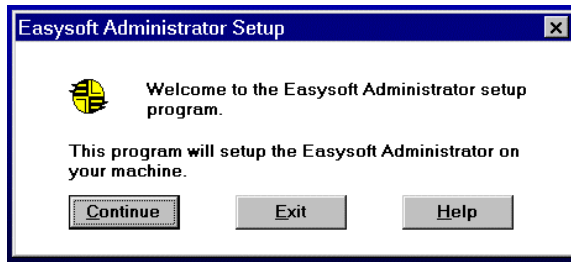 Easysoft Administrator Setup
Welcome to the Easysoft Administrator setup
program.
This program will setup the Easysoft Administrator on
your machine.
Continue Exit Help